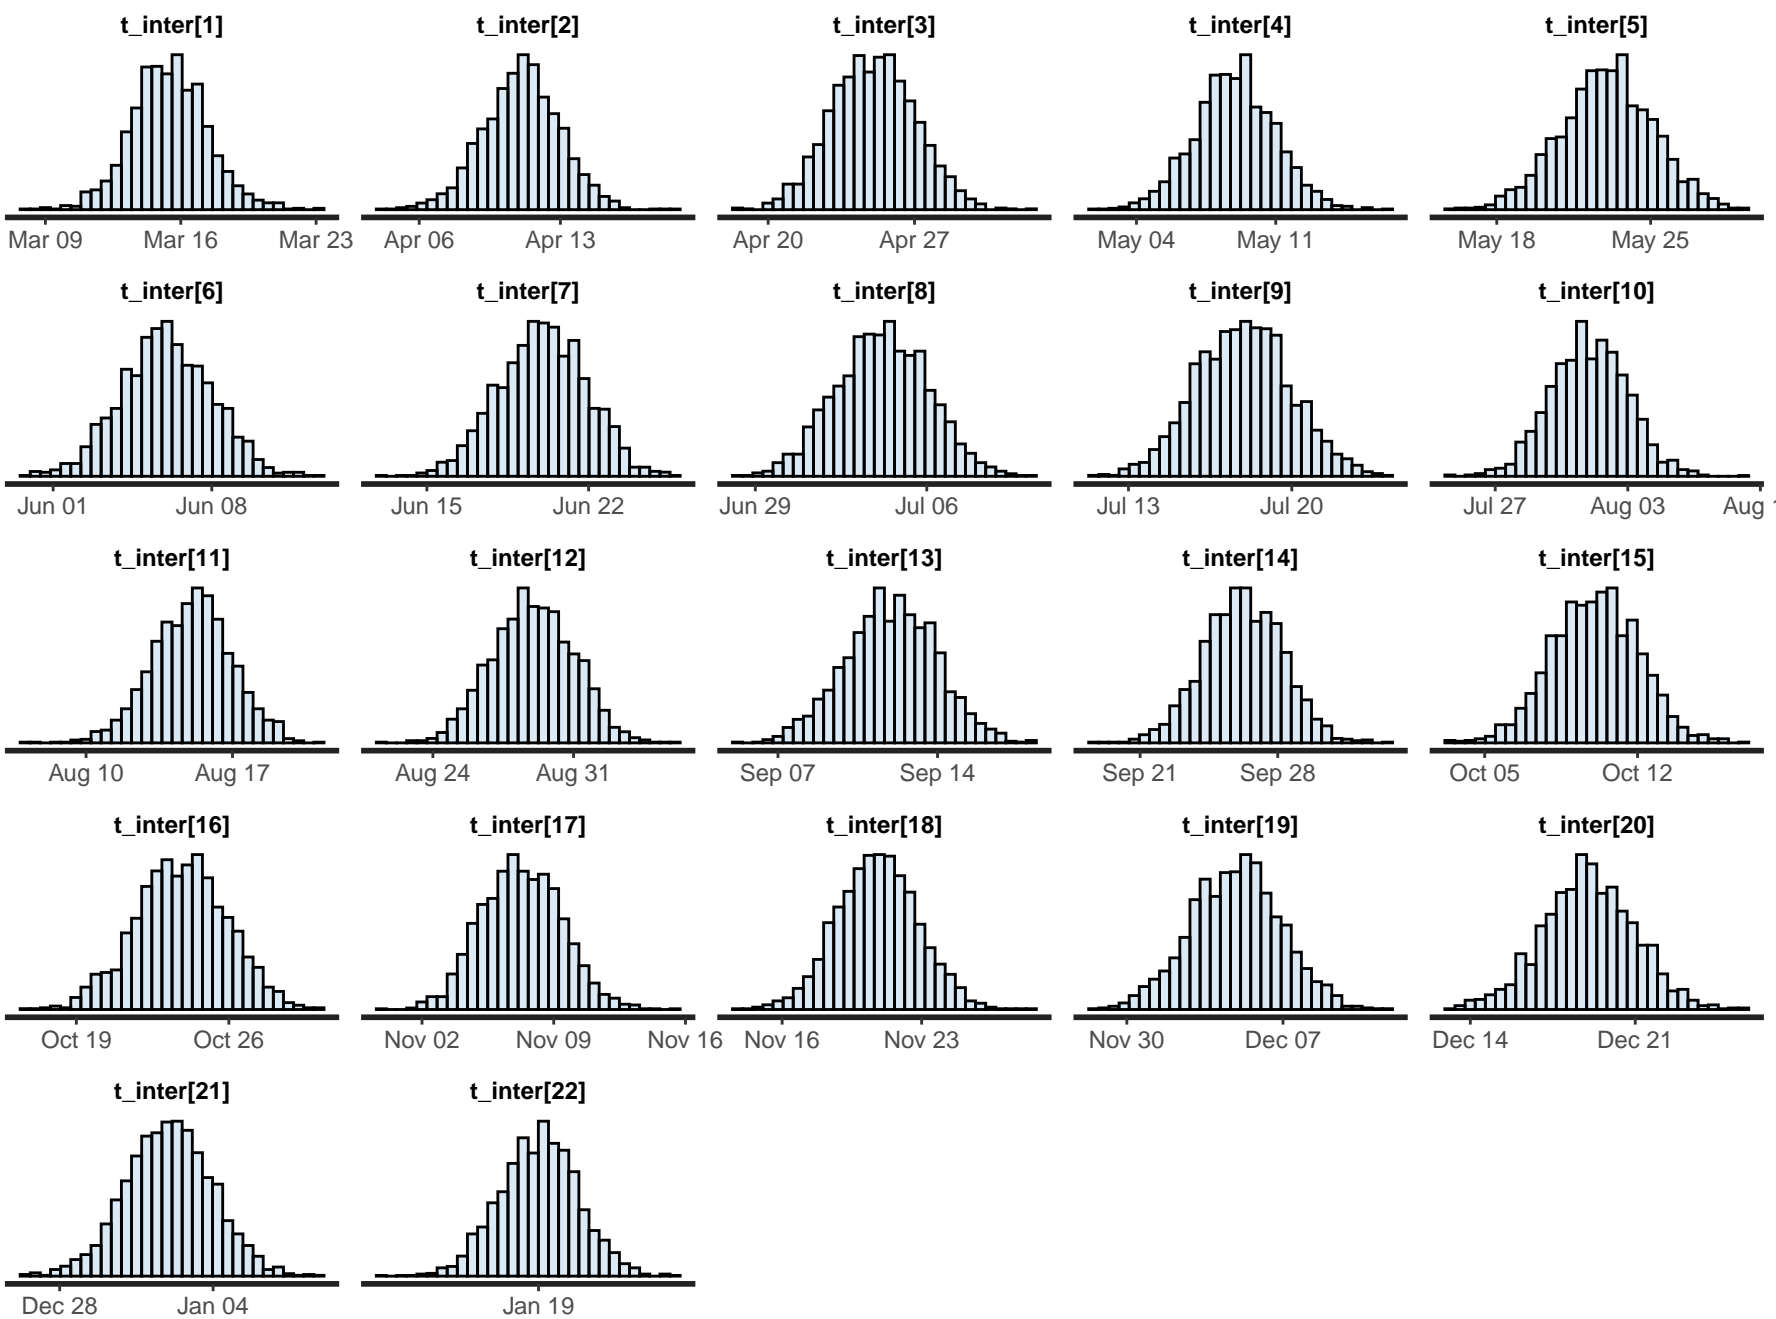 t_inter[1] t_inter[2] t_inter[3] t_inter[4] t_inter[5]
Mar 09 Mar 16 Mar 23 Apr 06 Apr 13 Apr 20 Apr 27 May 04 May 11 May 18 May 25
t_inter[6] t_inter[7] t_inter[8] t_inter[9] t_inter[10]
Jun 01 Jun 08 Jun 15 Jun 22 Jun 29 Jul 06 Jul 13 Jul 20 Jul 27 Aug 03 Aug
t_inter[11] t_inter[12] t_inter[13] t_inter[14] t_inter[15]
Aug 10 Aug 17 Aug 24 Aug 31 Sep 07 Sep 14 Sep 21 Sep 28 Oct 05 Oct 12
t_inter[16] t_inter[17] t_inter[18] t_inter[19] t_inter[20]
Oct 19 Oct 26 Nov 02 Nov 09 Nov 16 Nov 16 Nov 23 Nov 30 Dec 07 Dec 14 Dec 21
t_inter[21] t_inter[22]
Dec 28 Jan 04 Jan 19